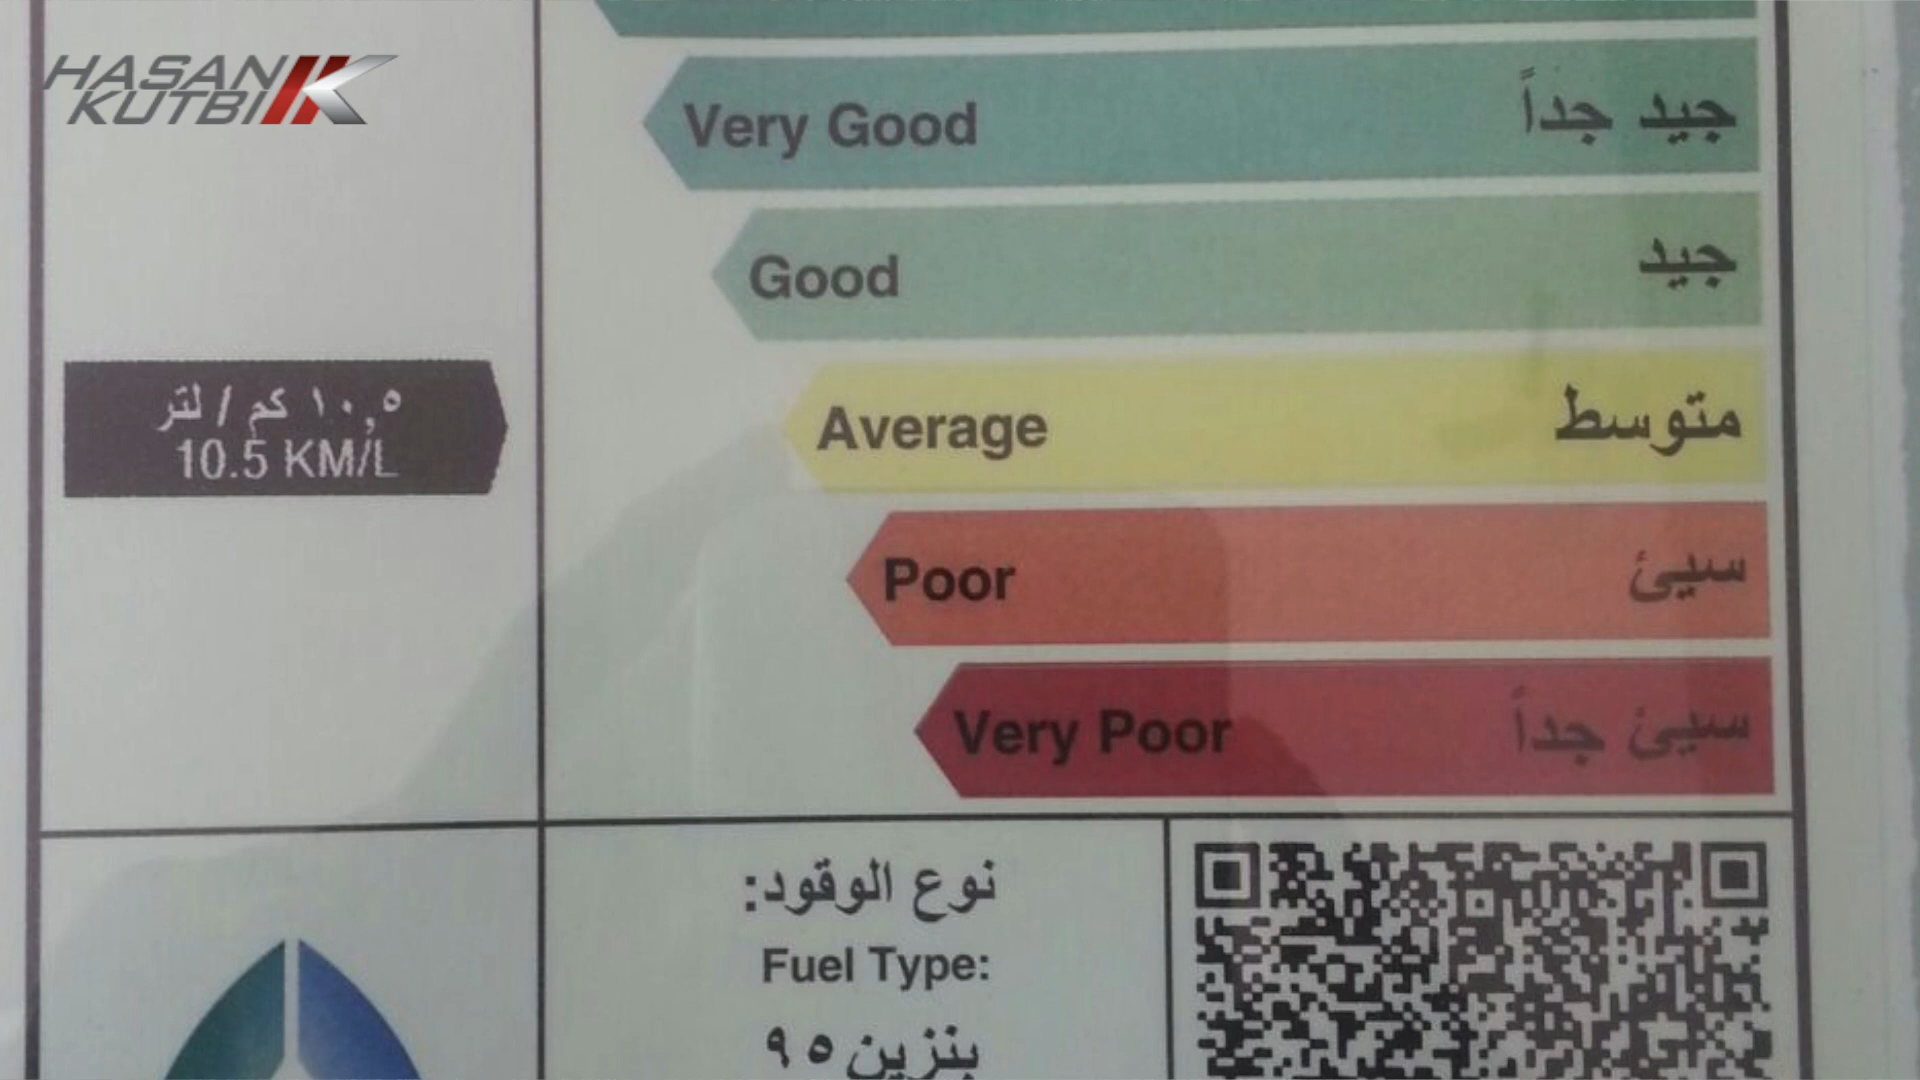 HASAN
KUTBI
Very Good
جيد جداً
Good
جيد
١٠,٥ كم / لتر
10.5 KM/L
Average
متوسط
Poor
سيئ
Very Poor
سيئ جداً
نوع الوقود:
Fuel Type:
بنزين ٩٥